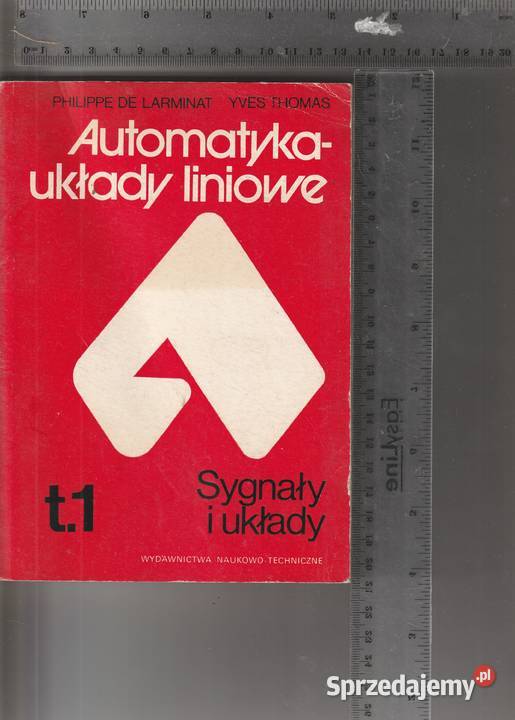 PHILIPPE DE LARMINAT YVES THOMAS
Automatyka-
układy liniowe
t.1
Sygnały
i układy
WYDAWNICTWA NAUKOWO-TECHNICZNE
EasyLine
Sprzedajemy.pl